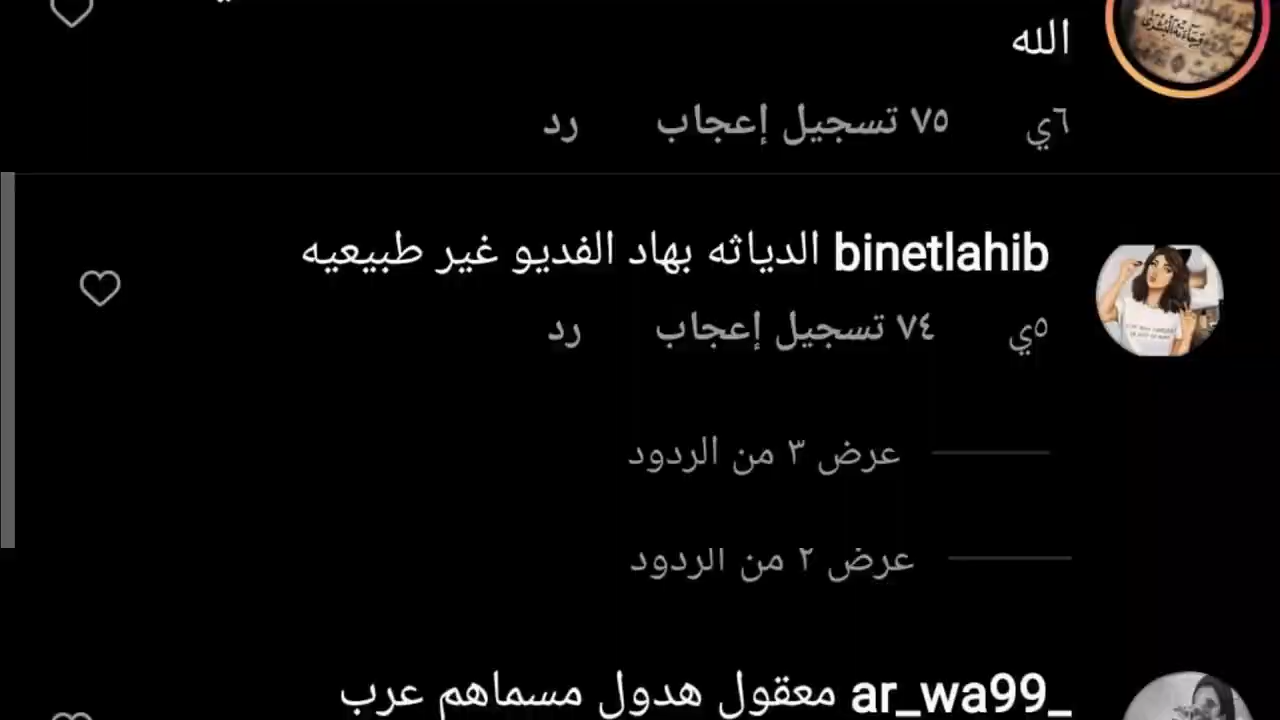 الله
٦ي ٧٥ تسجيل إعجاب رد
binetlahib الدياثه بهاد الفديو غير طبيعيه
٥ي ٧٤ تسجيل إعجاب رد
عرض ٣ من الردود
عرض ٢ من الردود
ar_wa99_ معقول هدول مسماهم عرب